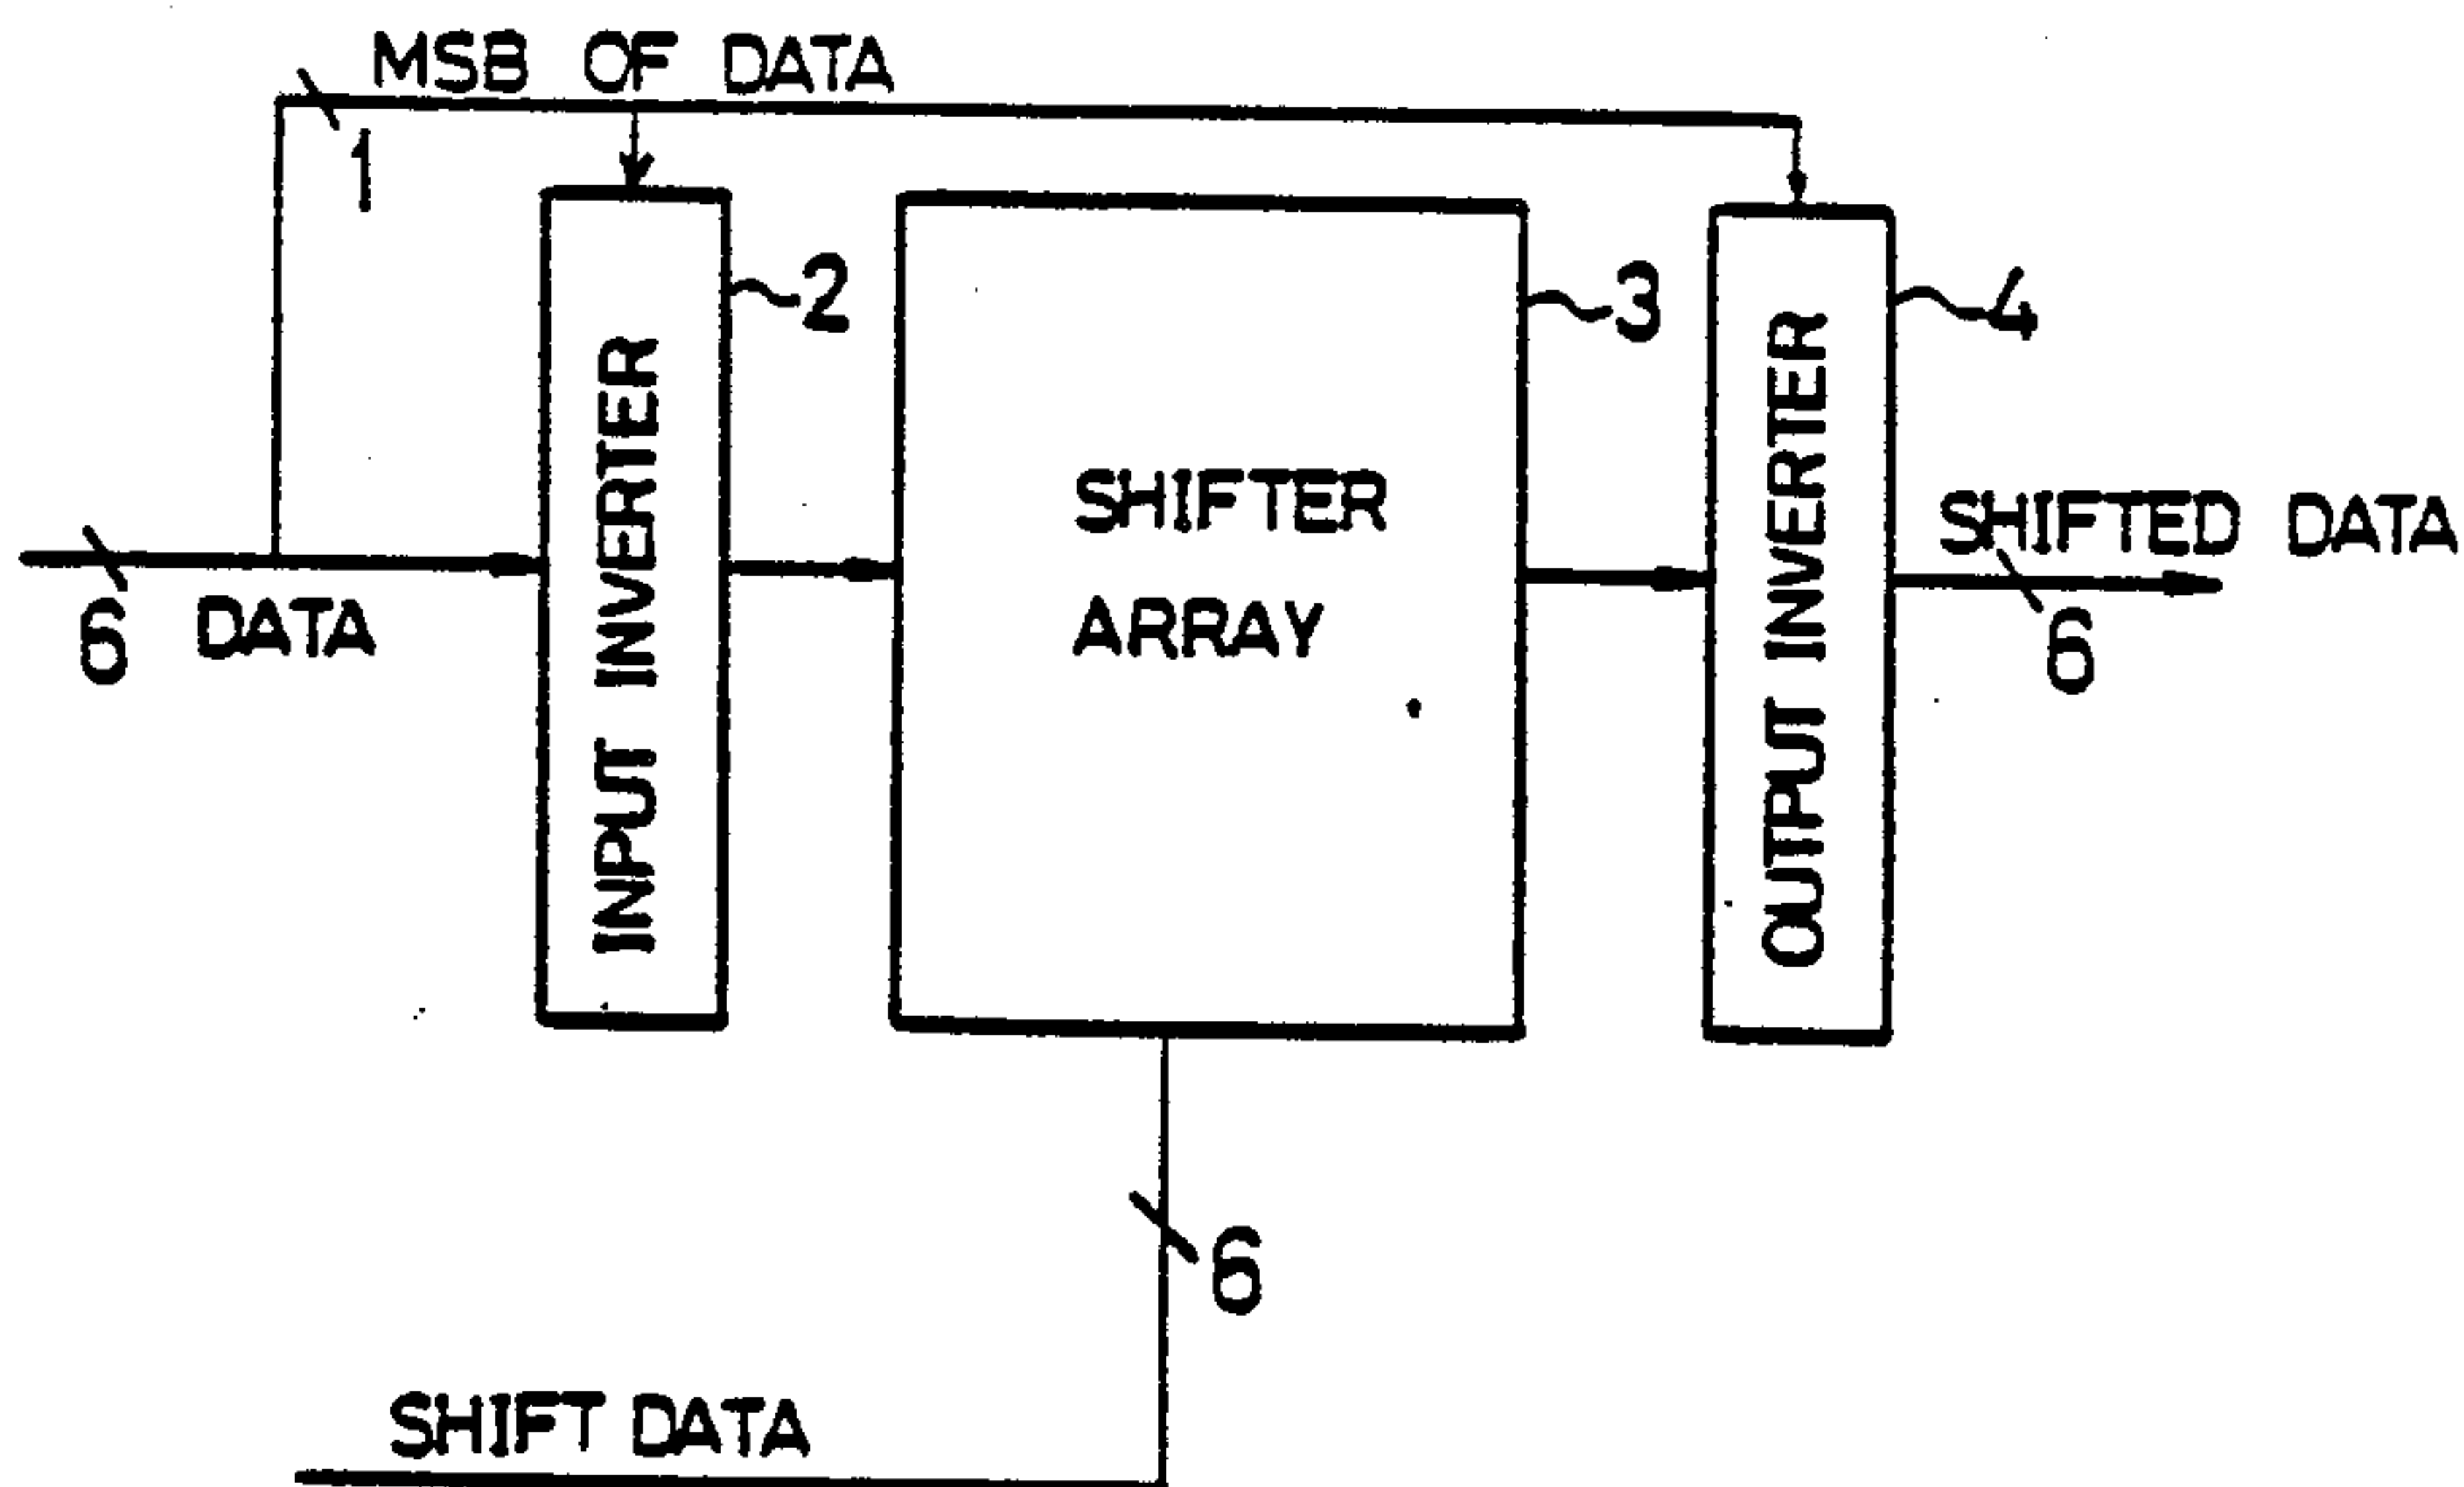 MSB OF DATA
1
2
3
4
INPUT INVERTER
SHIFTER
ARRAY
OUTPUT INVERTER
SHIFTED DATA
6
DATA
6
6
SHIFT DATA